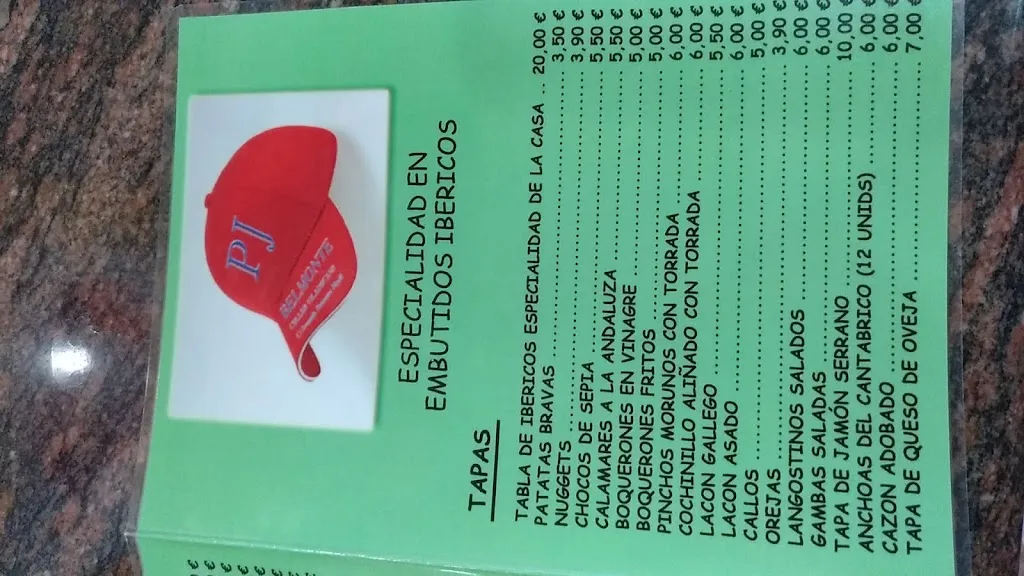 PJ
BELMONTE
ESPECIALIDAD EN
EMBUTIDOS IBERICOS
TAPAS
TABLA DE IBERICOS ESPECIALIDAD DE LA CASA .. 20,00 €
PATATAS BRAVAS ........ 3,50 €
NUGGETS ........ 3,90 €
CHOCOS DE SEPIA ........ 5,50 €
CALAMARES A LA ANDALUZA ........ 5,50 €
BOQUERONES EN VINAGRE ........ 5,00 €
BOQUERONES FRITOS ........ 5,00 €
PINCHOS MORUNOS CON TORRADA ........ 6,00 €
COCHINILLO ALIÑADO CON TORRADA ........ 6,00 €
LACON GALLEGO ........ 5,50 €
LACON ASADO ........ 6,00 €
CALLOS ........ 5,00 €
OREJAS ........ 3,90 €
LANGOSTINOS SALADOS ........ 6,00 €
GAMBAS SALADAS ........ 6,00 €
TAPA DE JAMÓN SERRANO ........ 10,00 €
ANCHOAS DEL CANTABRICO (12 UNIDS) ........ 6,00 €
CAZON ADOBADO ........ 6,00 €
TAPA DE QUESO DE OVEJA ........ 7,00 €